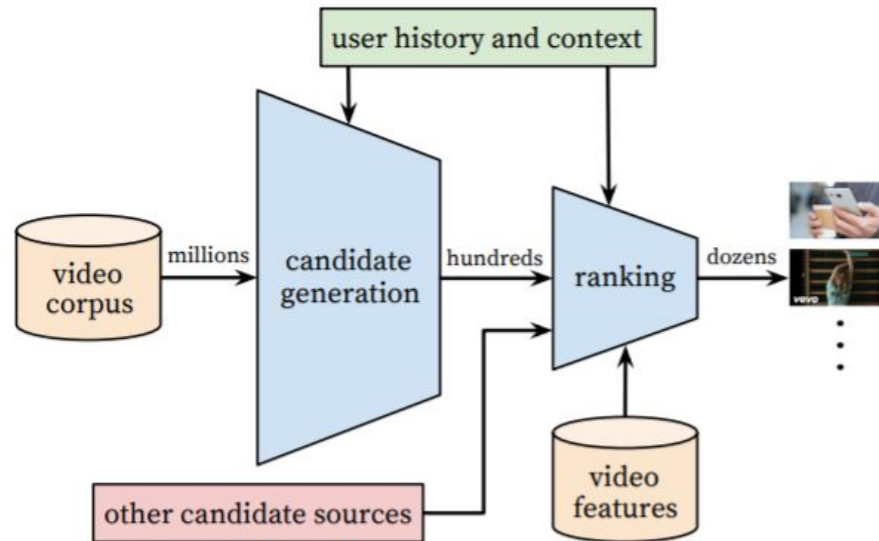 user history and context
video
corpus
millions
candidate
generation
hundreds
ranking
dozens
vevo
other candidate sources
video
features